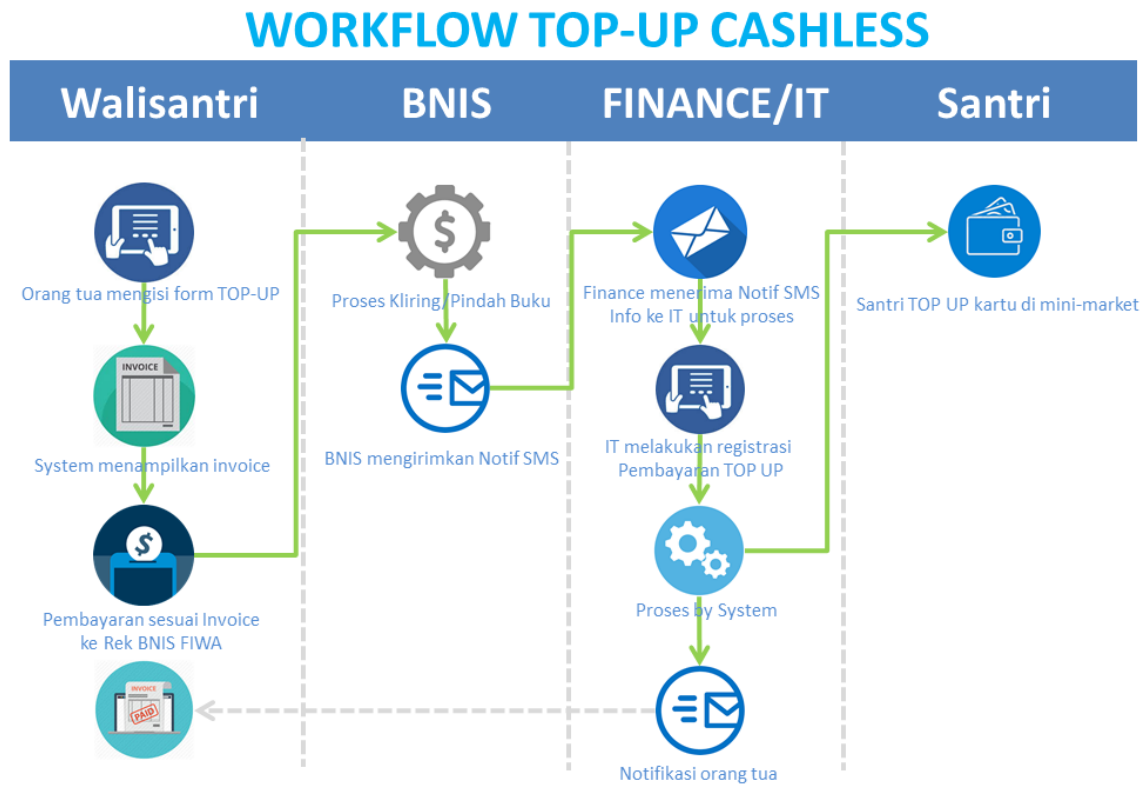 WORKFLOW TOP-UP CASHLESS
Walisantri
BNIS
FINANCE/IT
Santri
Orang tua mengisi form TOP-UP
INVOICE
System menampilkan invoice
$
Pembayaran sesuai Invoice
ke Rek BNIS FIWA
INVOICE
PAID
$
Proses Kliring/Pindah Buku
BNIS mengirimkan Notif SMS
Finance menerima Notif SMS
Info ke IT untuk proses
IT melakukan registrasi
Pembayaran TOP UP
Proses by System
Notifikasi orang tua
Santri TOP UP kartu di mini-market